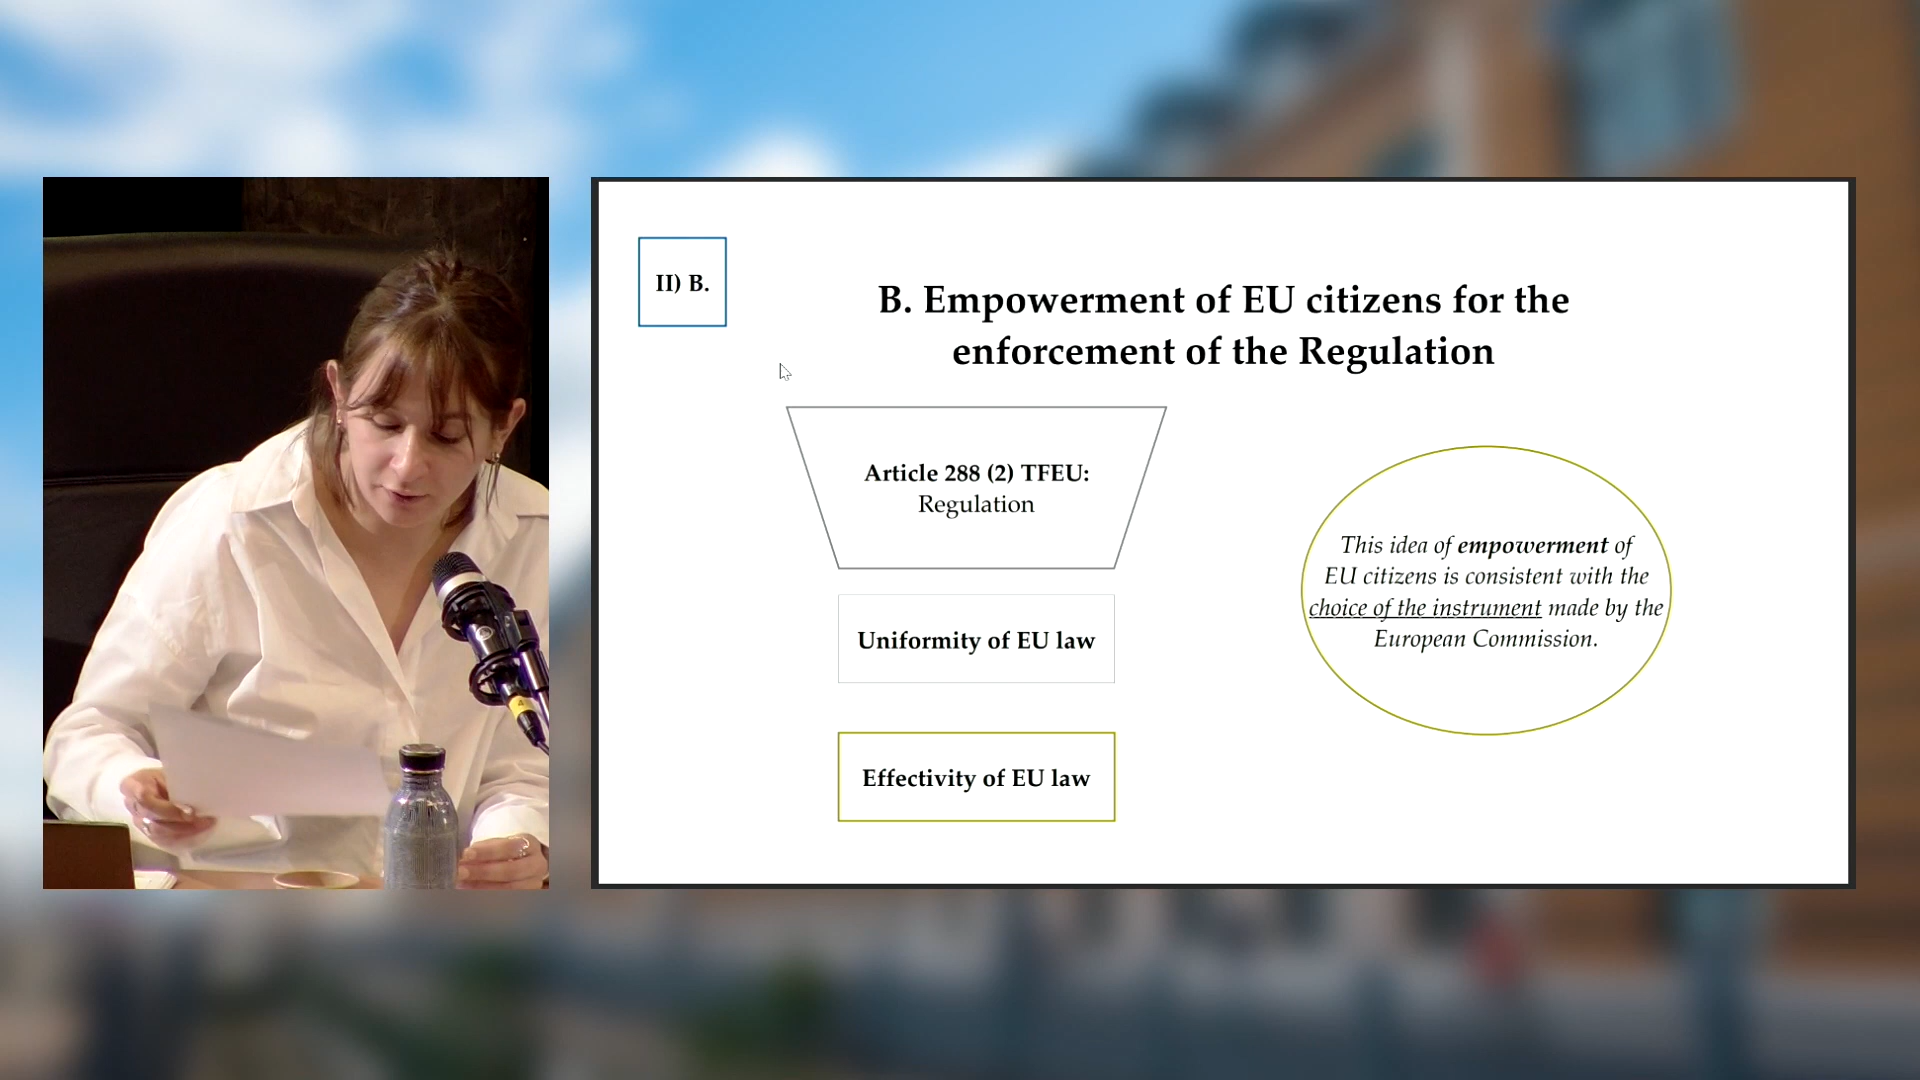 II) B.
B. Empowerment of EU citizens for the
enforcement of the Regulation
Article 288 (2) TFEU:
Regulation
Uniformity of EU law
Effectivity of EU law
This idea of empowerment of
EU citizens is consistent with the
choice of the instrument made by the
European Commission.